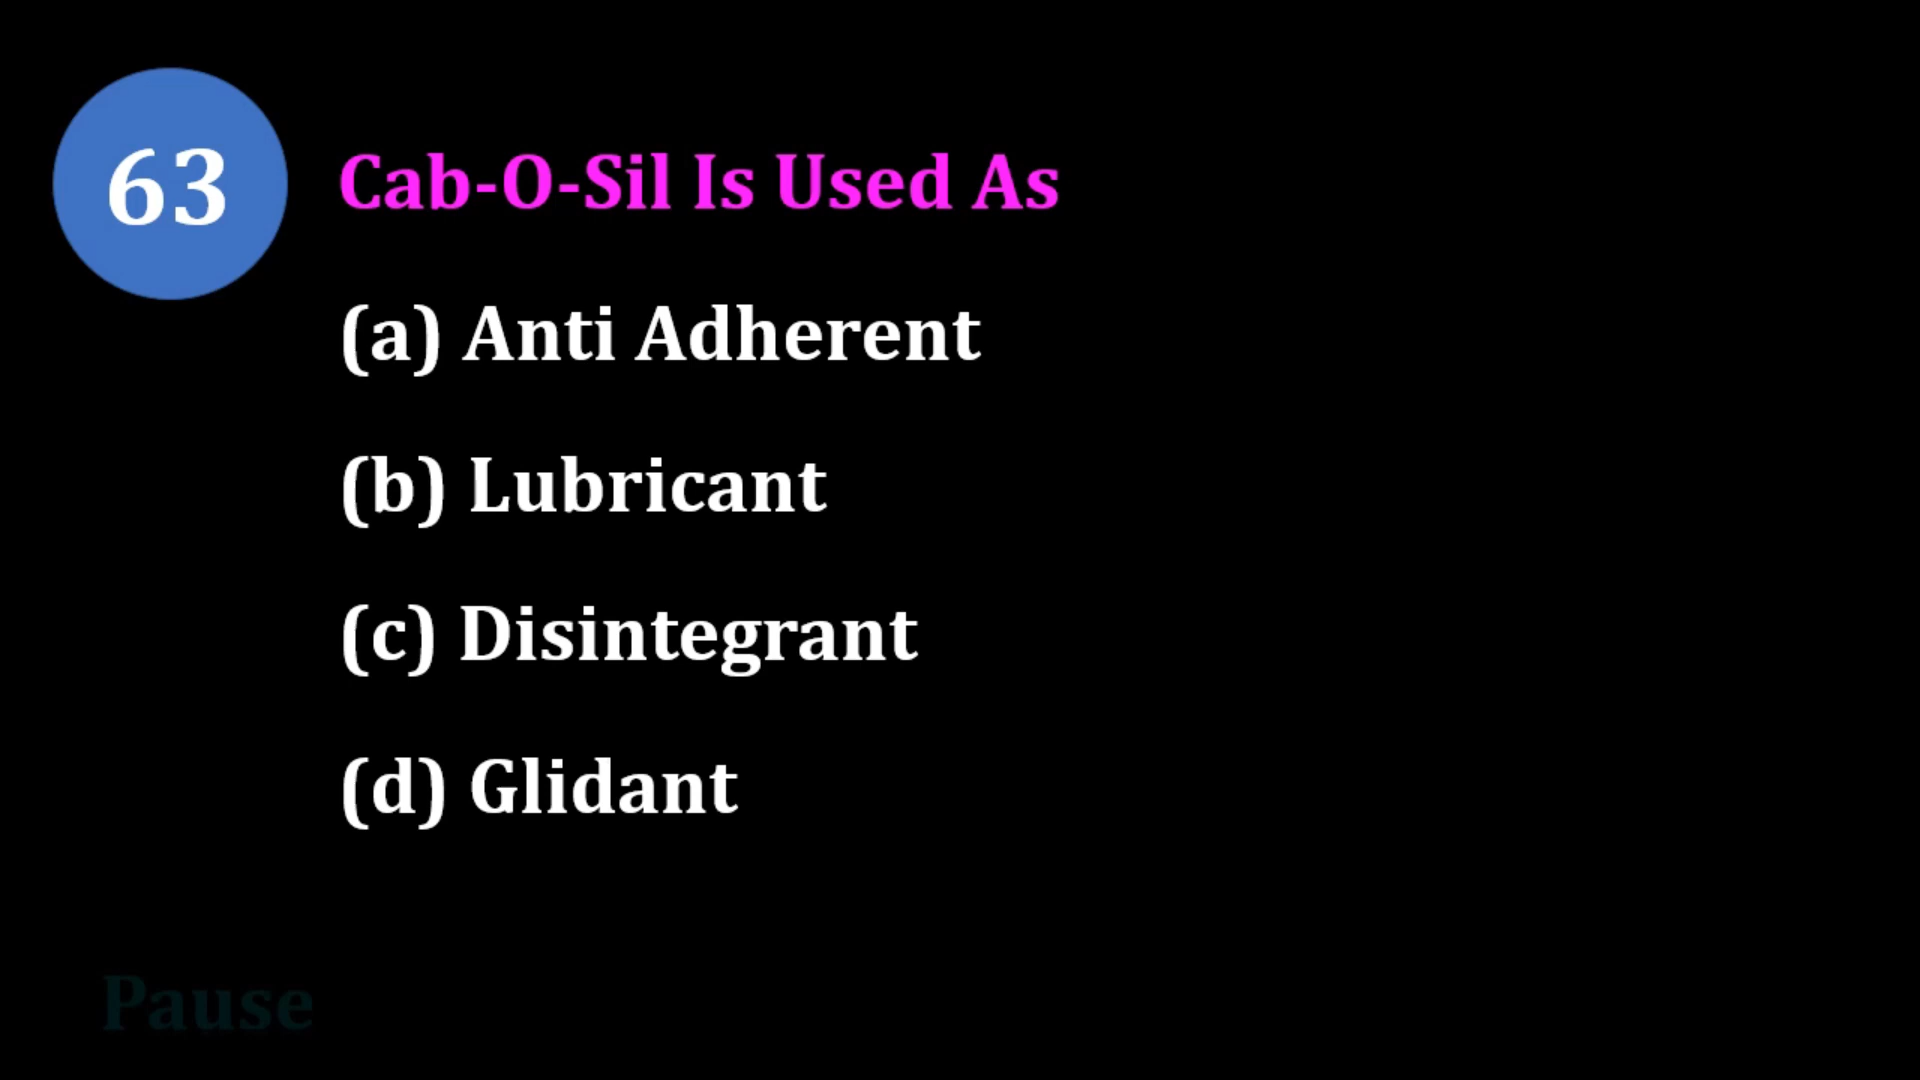 63
Cab-O-Sil Is Used As
(a) Anti Adherent
(b) Lubricant
(c) Disintegrant
(d) Glidant
Pause